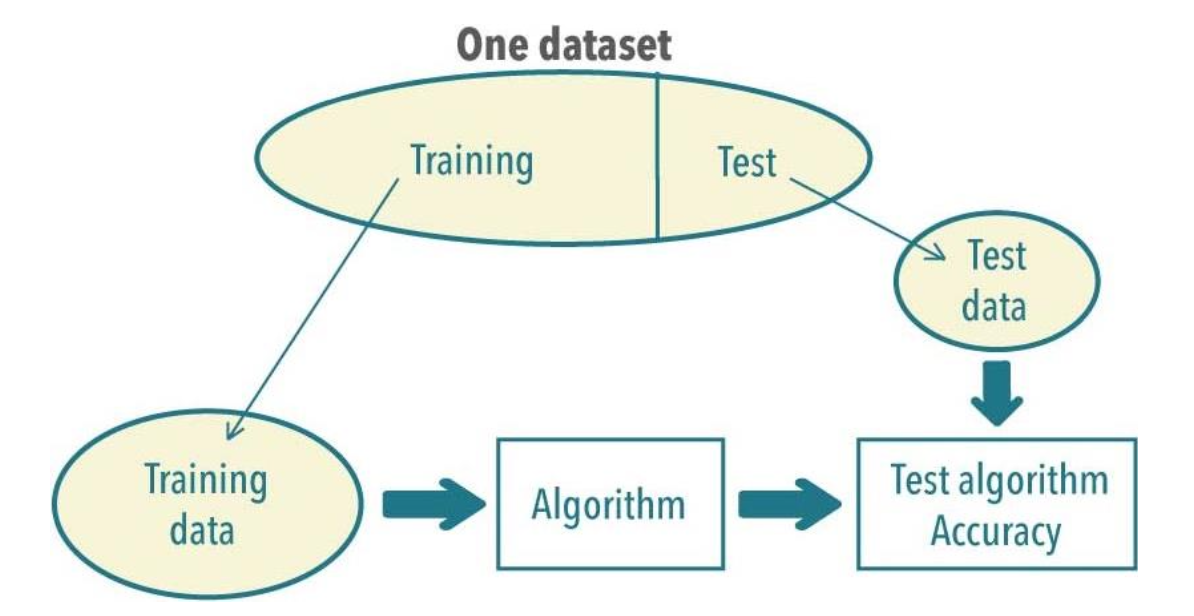 One dataset
Training
Test
Test
data
Training
data
Algorithm
Test algorithm
Accuracy